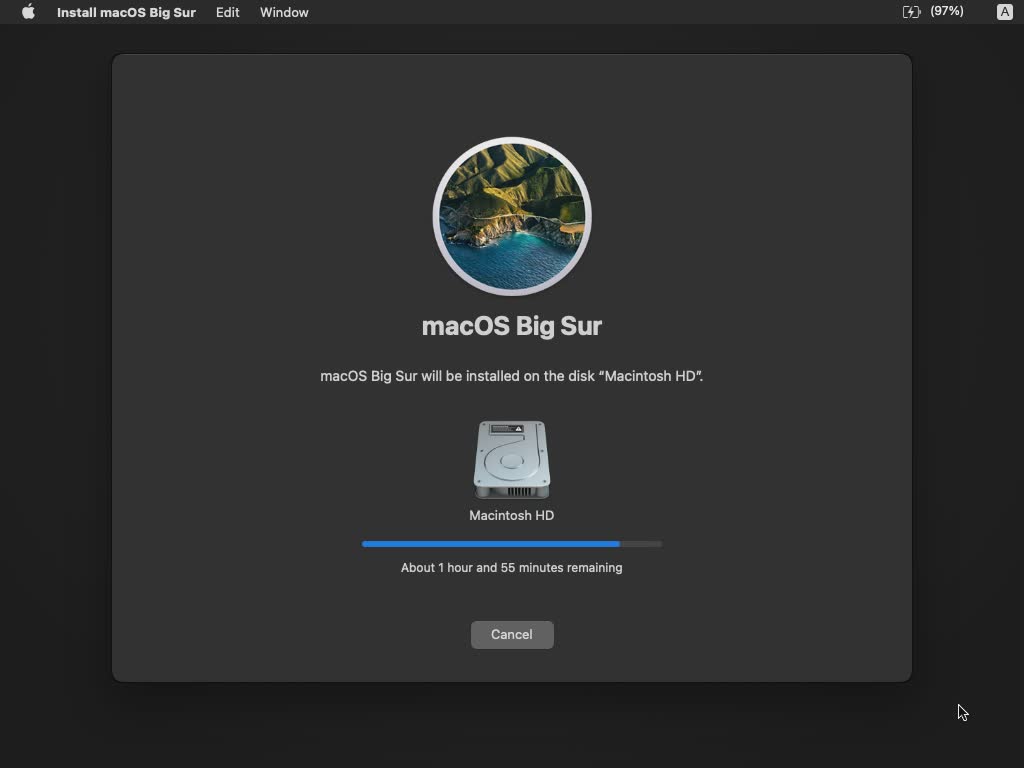 Install macOS Big Sur Edit Window (97%) A
macOS Big Sur
macOS Big Sur will be installed on the disk “Macintosh HD”.
Macintosh HD
About 1 hour and 55 minutes remaining
Cancel